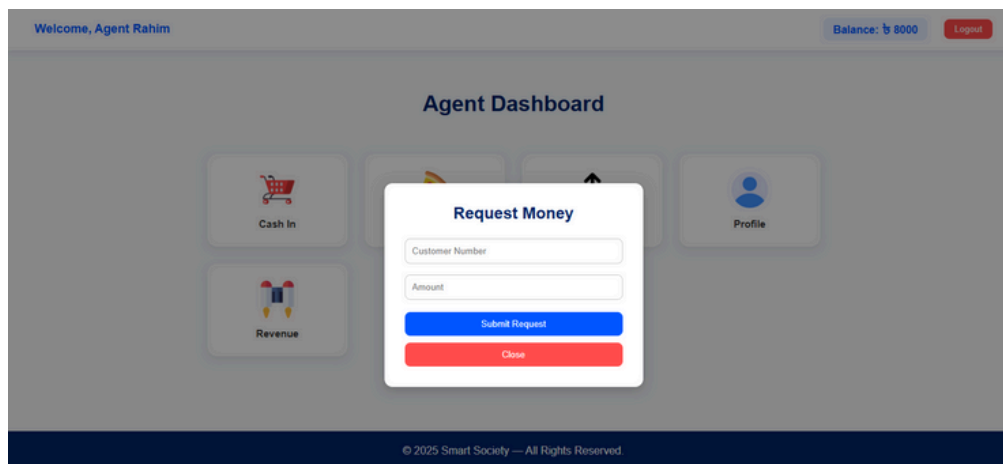 Welcome, Agent Rahim
Balance: ৳ 8000
Logout
Agent Dashboard
Cash In
Profile
Request Money
Customer Number
Amount
Submit Request
Close
Revenue
© 2025 Smart Society — All Rights Reserved.